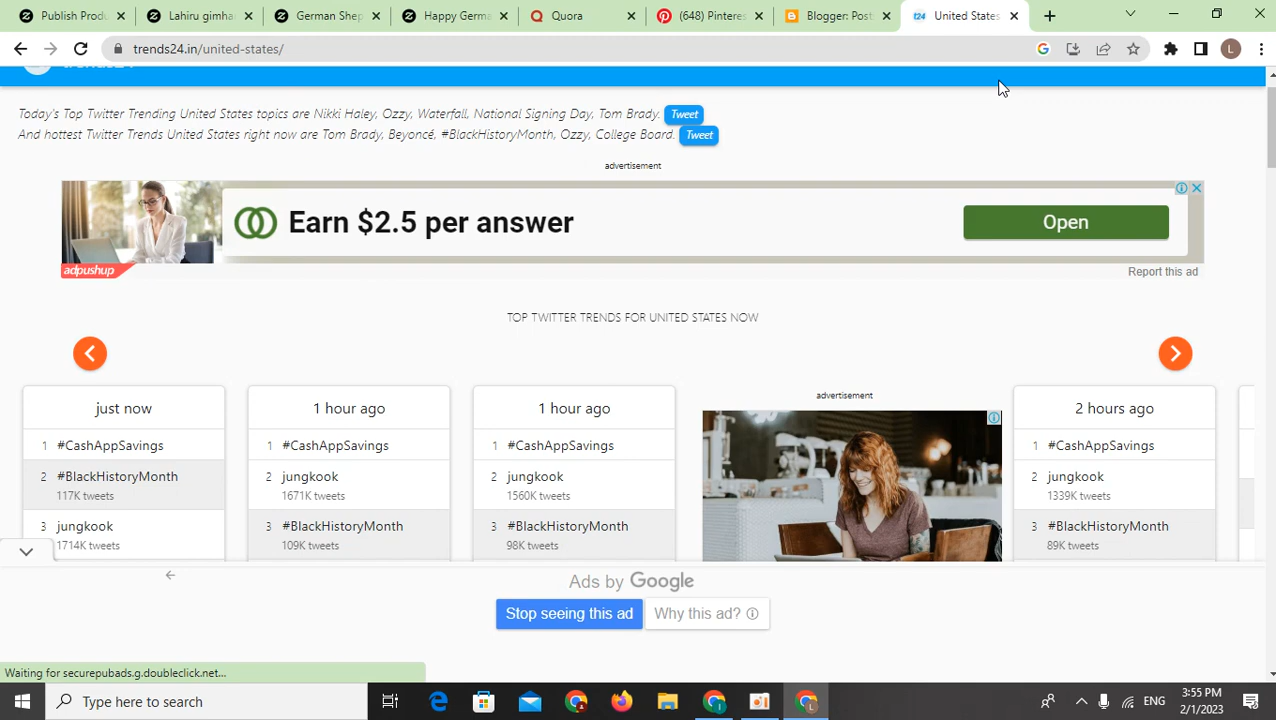 Publish Produ
Lahiru gimha
German Shep
Happy Germa
Quora
(648) Pinteres
Blogger: Post
United States
trends24.in/united-states/
L
Today's Top Twitter Trending United States topics are Nikki Haley, Ozzy, Waterfall, National Signing Day, Tom Brady. Tweet
And hottest Twitter Trends United States right now are Tom Brady, Beyoncé, #BlackHistoryMonth, Ozzy, College Board. Tweet
advertisement
Earn $2.5 per answer
Open
adpushup
Report this ad
TOP TWITTER TRENDS FOR UNITED STATES NOW
just now
1 #CashAppSavings
2 #BlackHistoryMonth
117K tweets
3 jungkook
1714K tweets
1 hour ago
1 #CashAppSavings
2 jungkook
1671K tweets
3 #BlackHistoryMonth
109K tweets
1 hour ago
1 #CashAppSavings
2 jungkook
1560K tweets
3 #BlackHistoryMonth
98K tweets
advertisement
2 hours ago
1 #CashAppSavings
2 jungkook
1339K tweets
3 #BlackHistoryMonth
89K tweets
Ads by Google
Stop seeing this ad
Why this ad?
Waiting for securepubads.g.doubleclick.net...
Type here to search
ENG
3:55 PM
2/1/2023